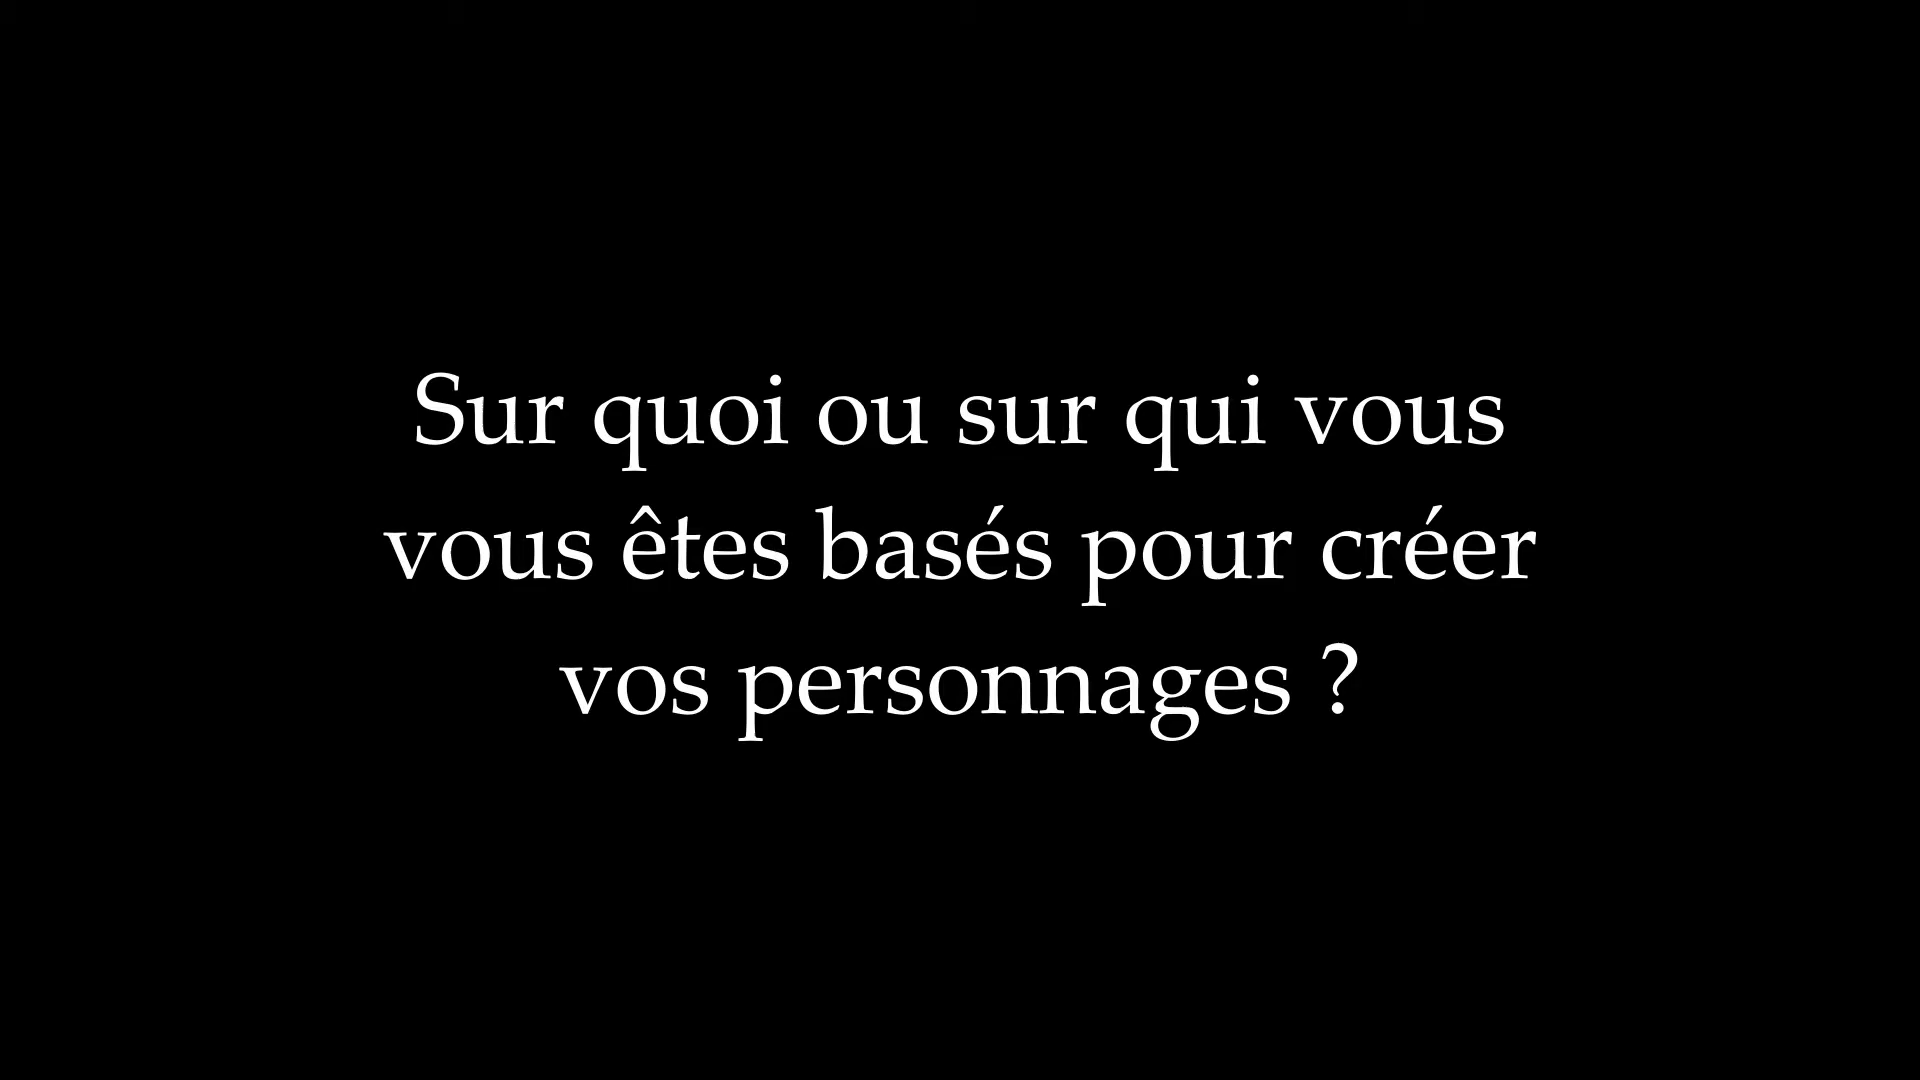 Sur quoi ou sur qui vous
vous êtes basés pour créer
vos personnages ?